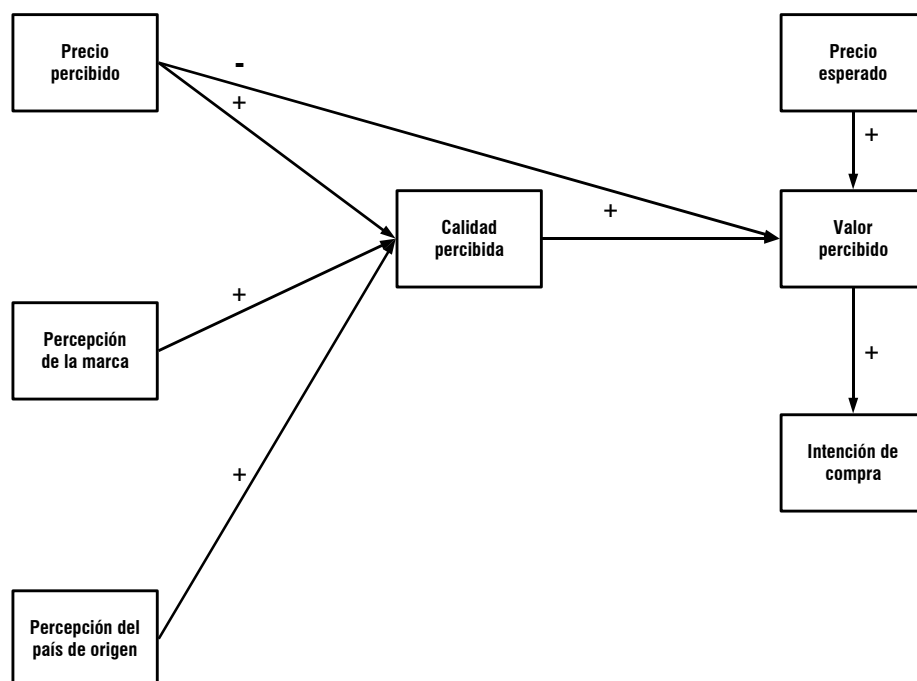 Precio
percibido
-
+
Precio
esperado
+
Calidad
percibida
+
Valor
percibido
+
Percepción
de la marca
+
+
Intención de
compra
Percepción del
país de origen